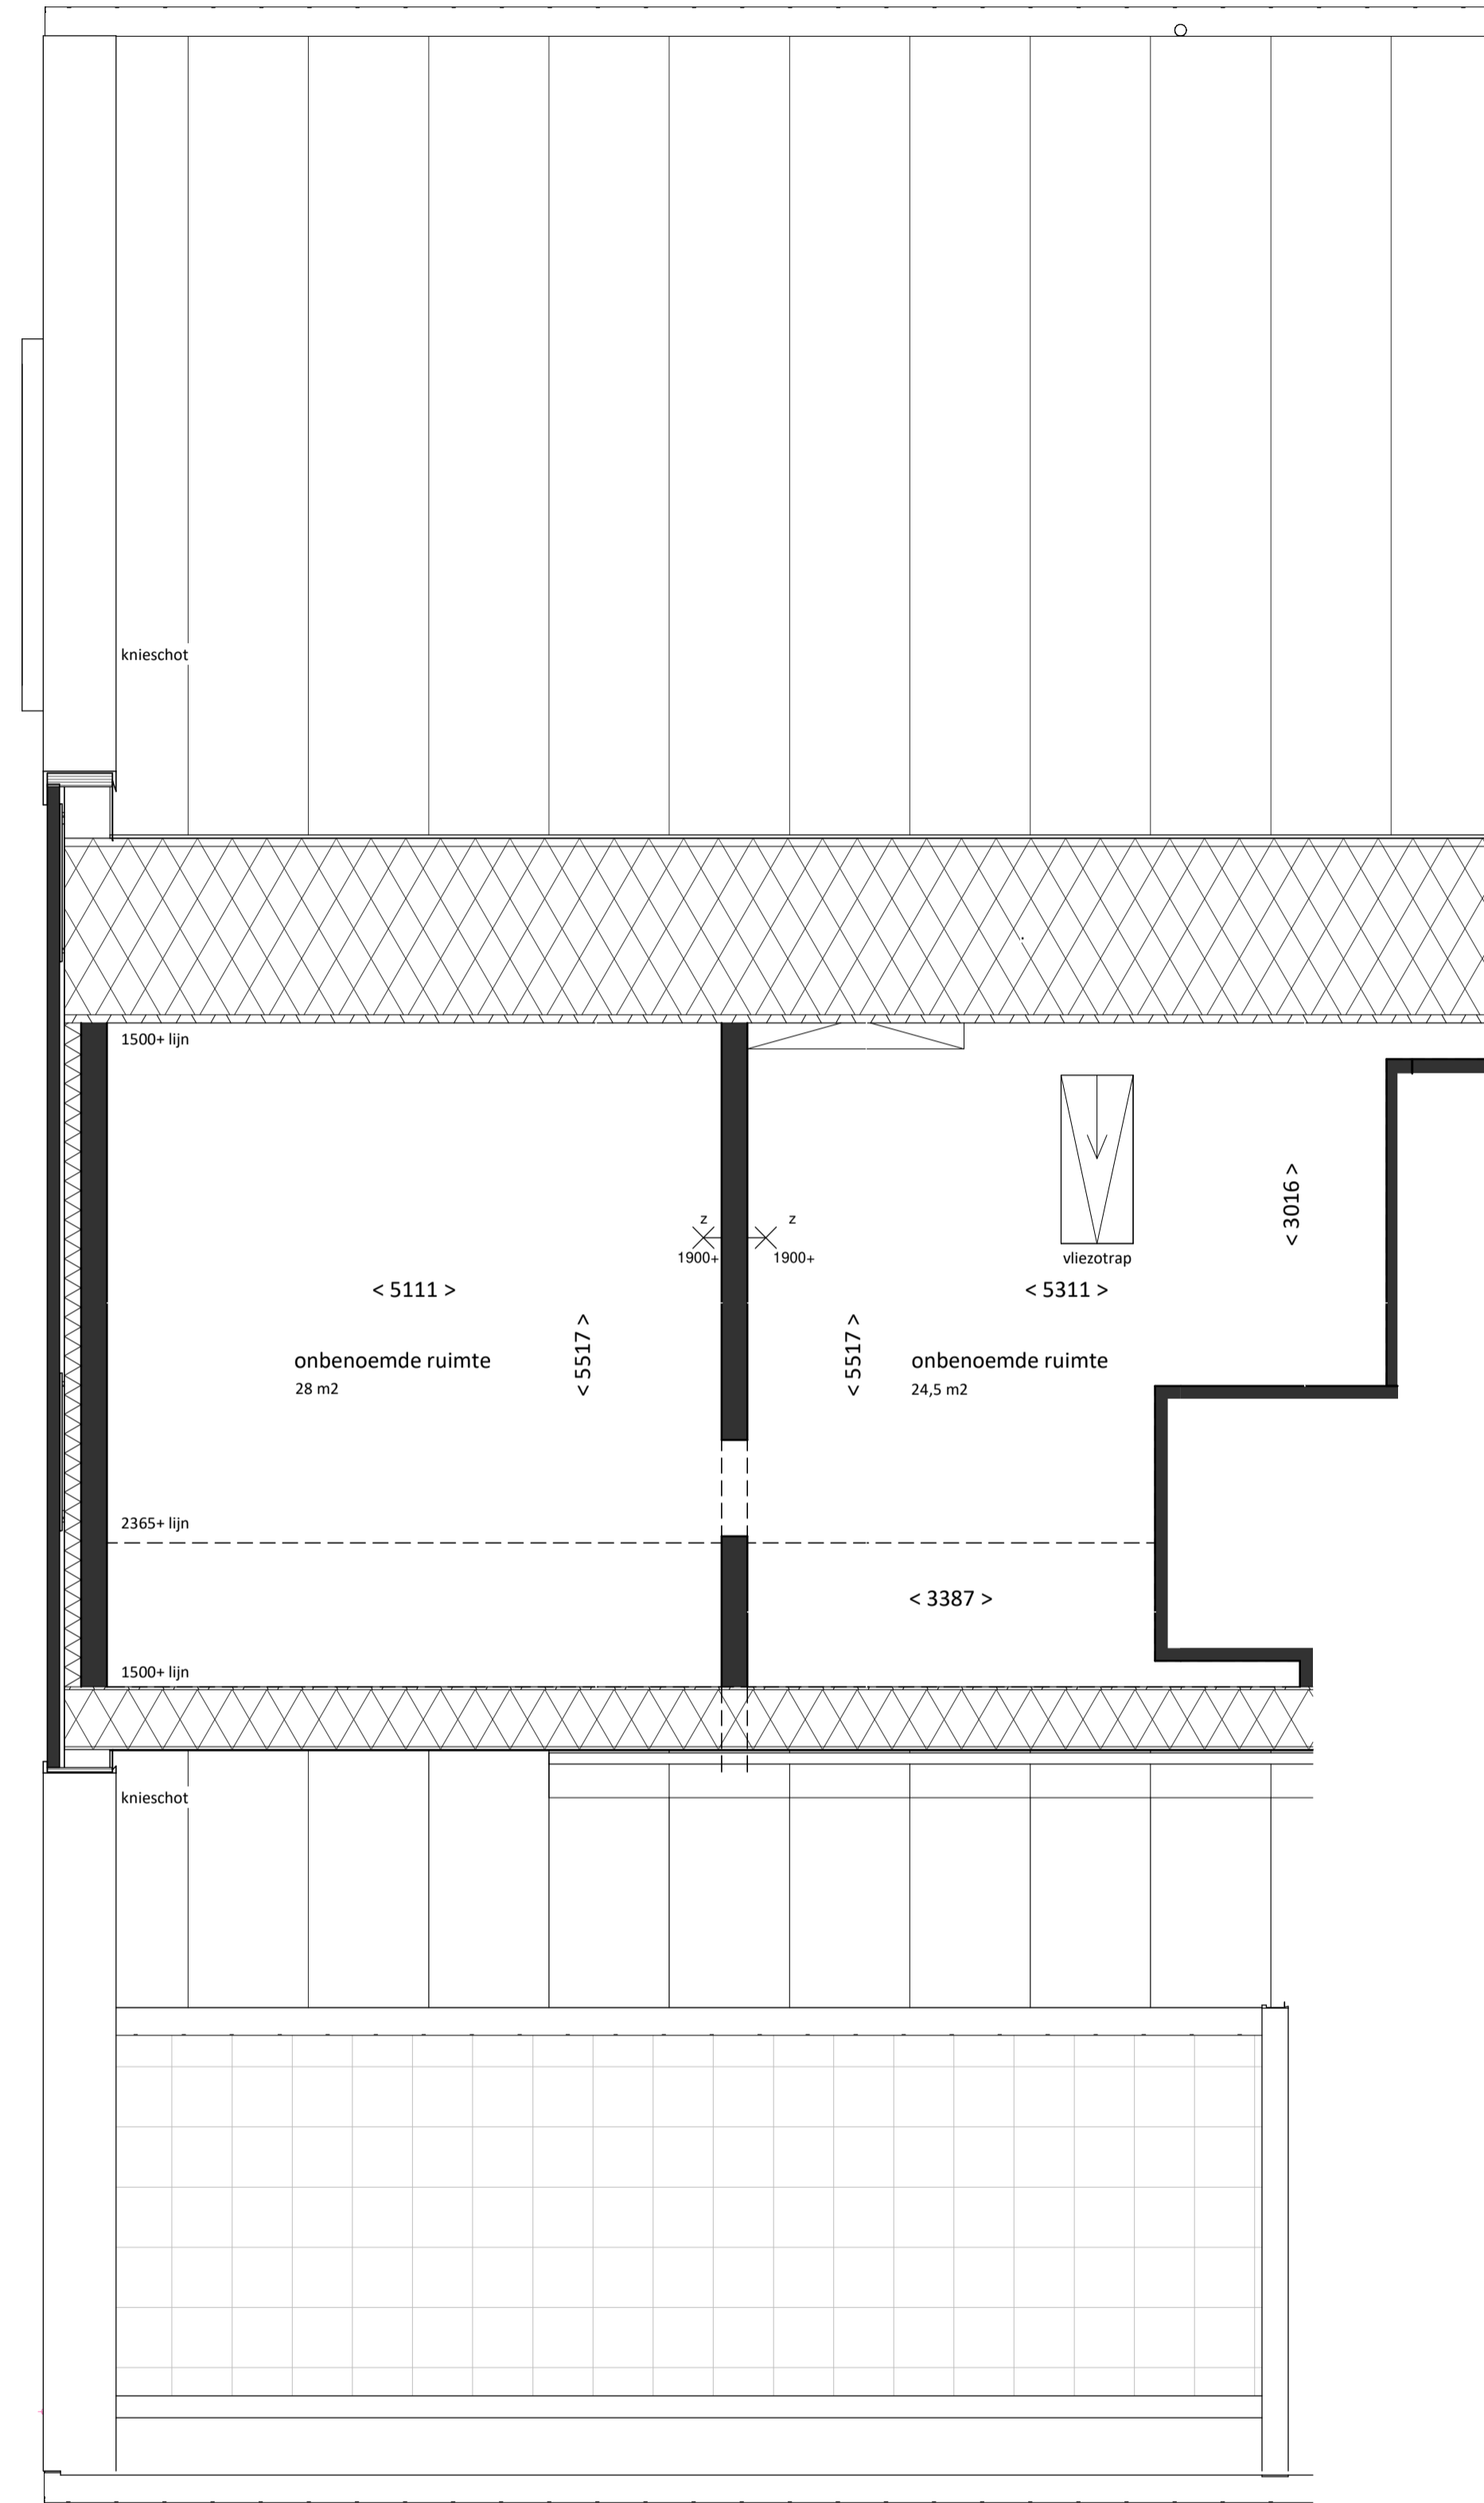 knieschot
1500+ lijn
z
z
1900+
1900+
vliezotrap
< 3016 >
< 5111 >
< 5311 >
< 5517 >
< 5517 >
onbenoemde ruimte
28 m2
onbenoemde ruimte
24,5 m2
2365+ lijn
< 3387 >
1500+ lijn
knieschot